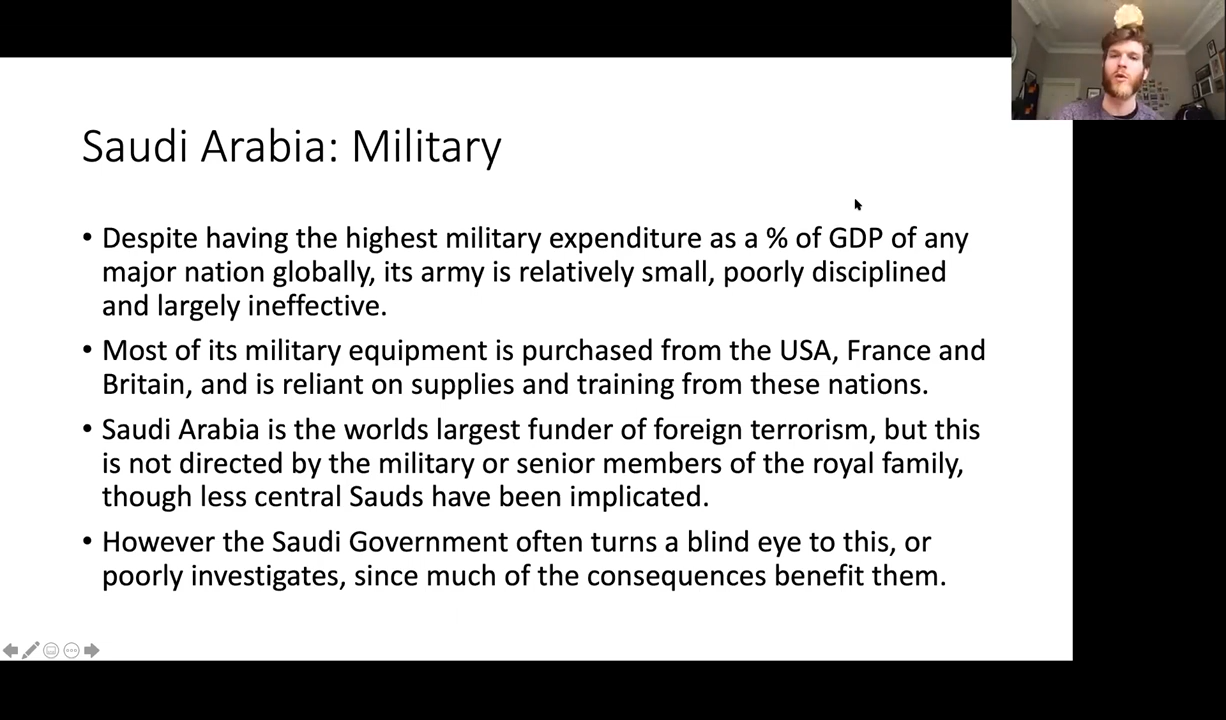 Saudi Arabia: Military
• Despite having the highest military expenditure as a % of GDP of any
major nation globally, its army is relatively small, poorly disciplined
and largely ineffective.
• Most of its military equipment is purchased from the USA, France and
Britain, and is reliant on supplies and training from these nations.
• Saudi Arabia is the worlds largest funder of foreign terrorism, but this
is not directed by the military or senior members of the royal family,
though less central Sauds have been implicated.
• However the Saudi Government often turns a blind eye to this, or
poorly investigates, since much of the consequences benefit them.